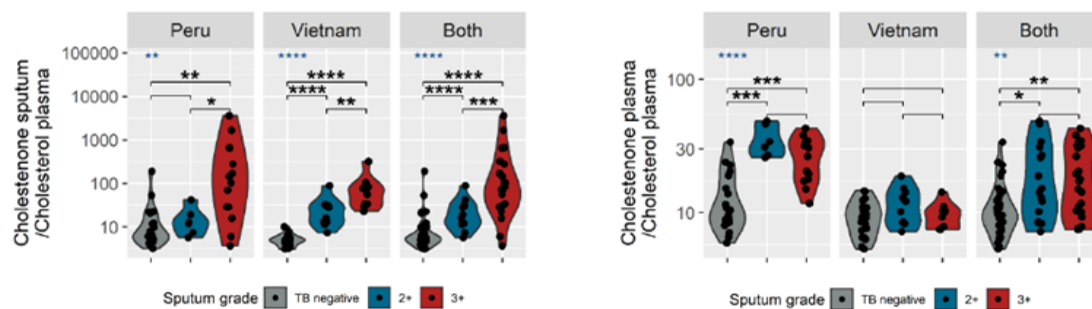 Peru Vietnam Both
Cholestenone sputum
/Cholesterol plasma
100000
10000
1000
100
10
** **** ****
** **** ****
**** ****
* ** ***
Sputum grade TB negative 2+ 3+
Peru Vietnam Both
Cholestenone plasma
/Cholesterol plasma
100
30
10
**** **
*** **
*** *
Sputum grade TB negative 2+ 3+